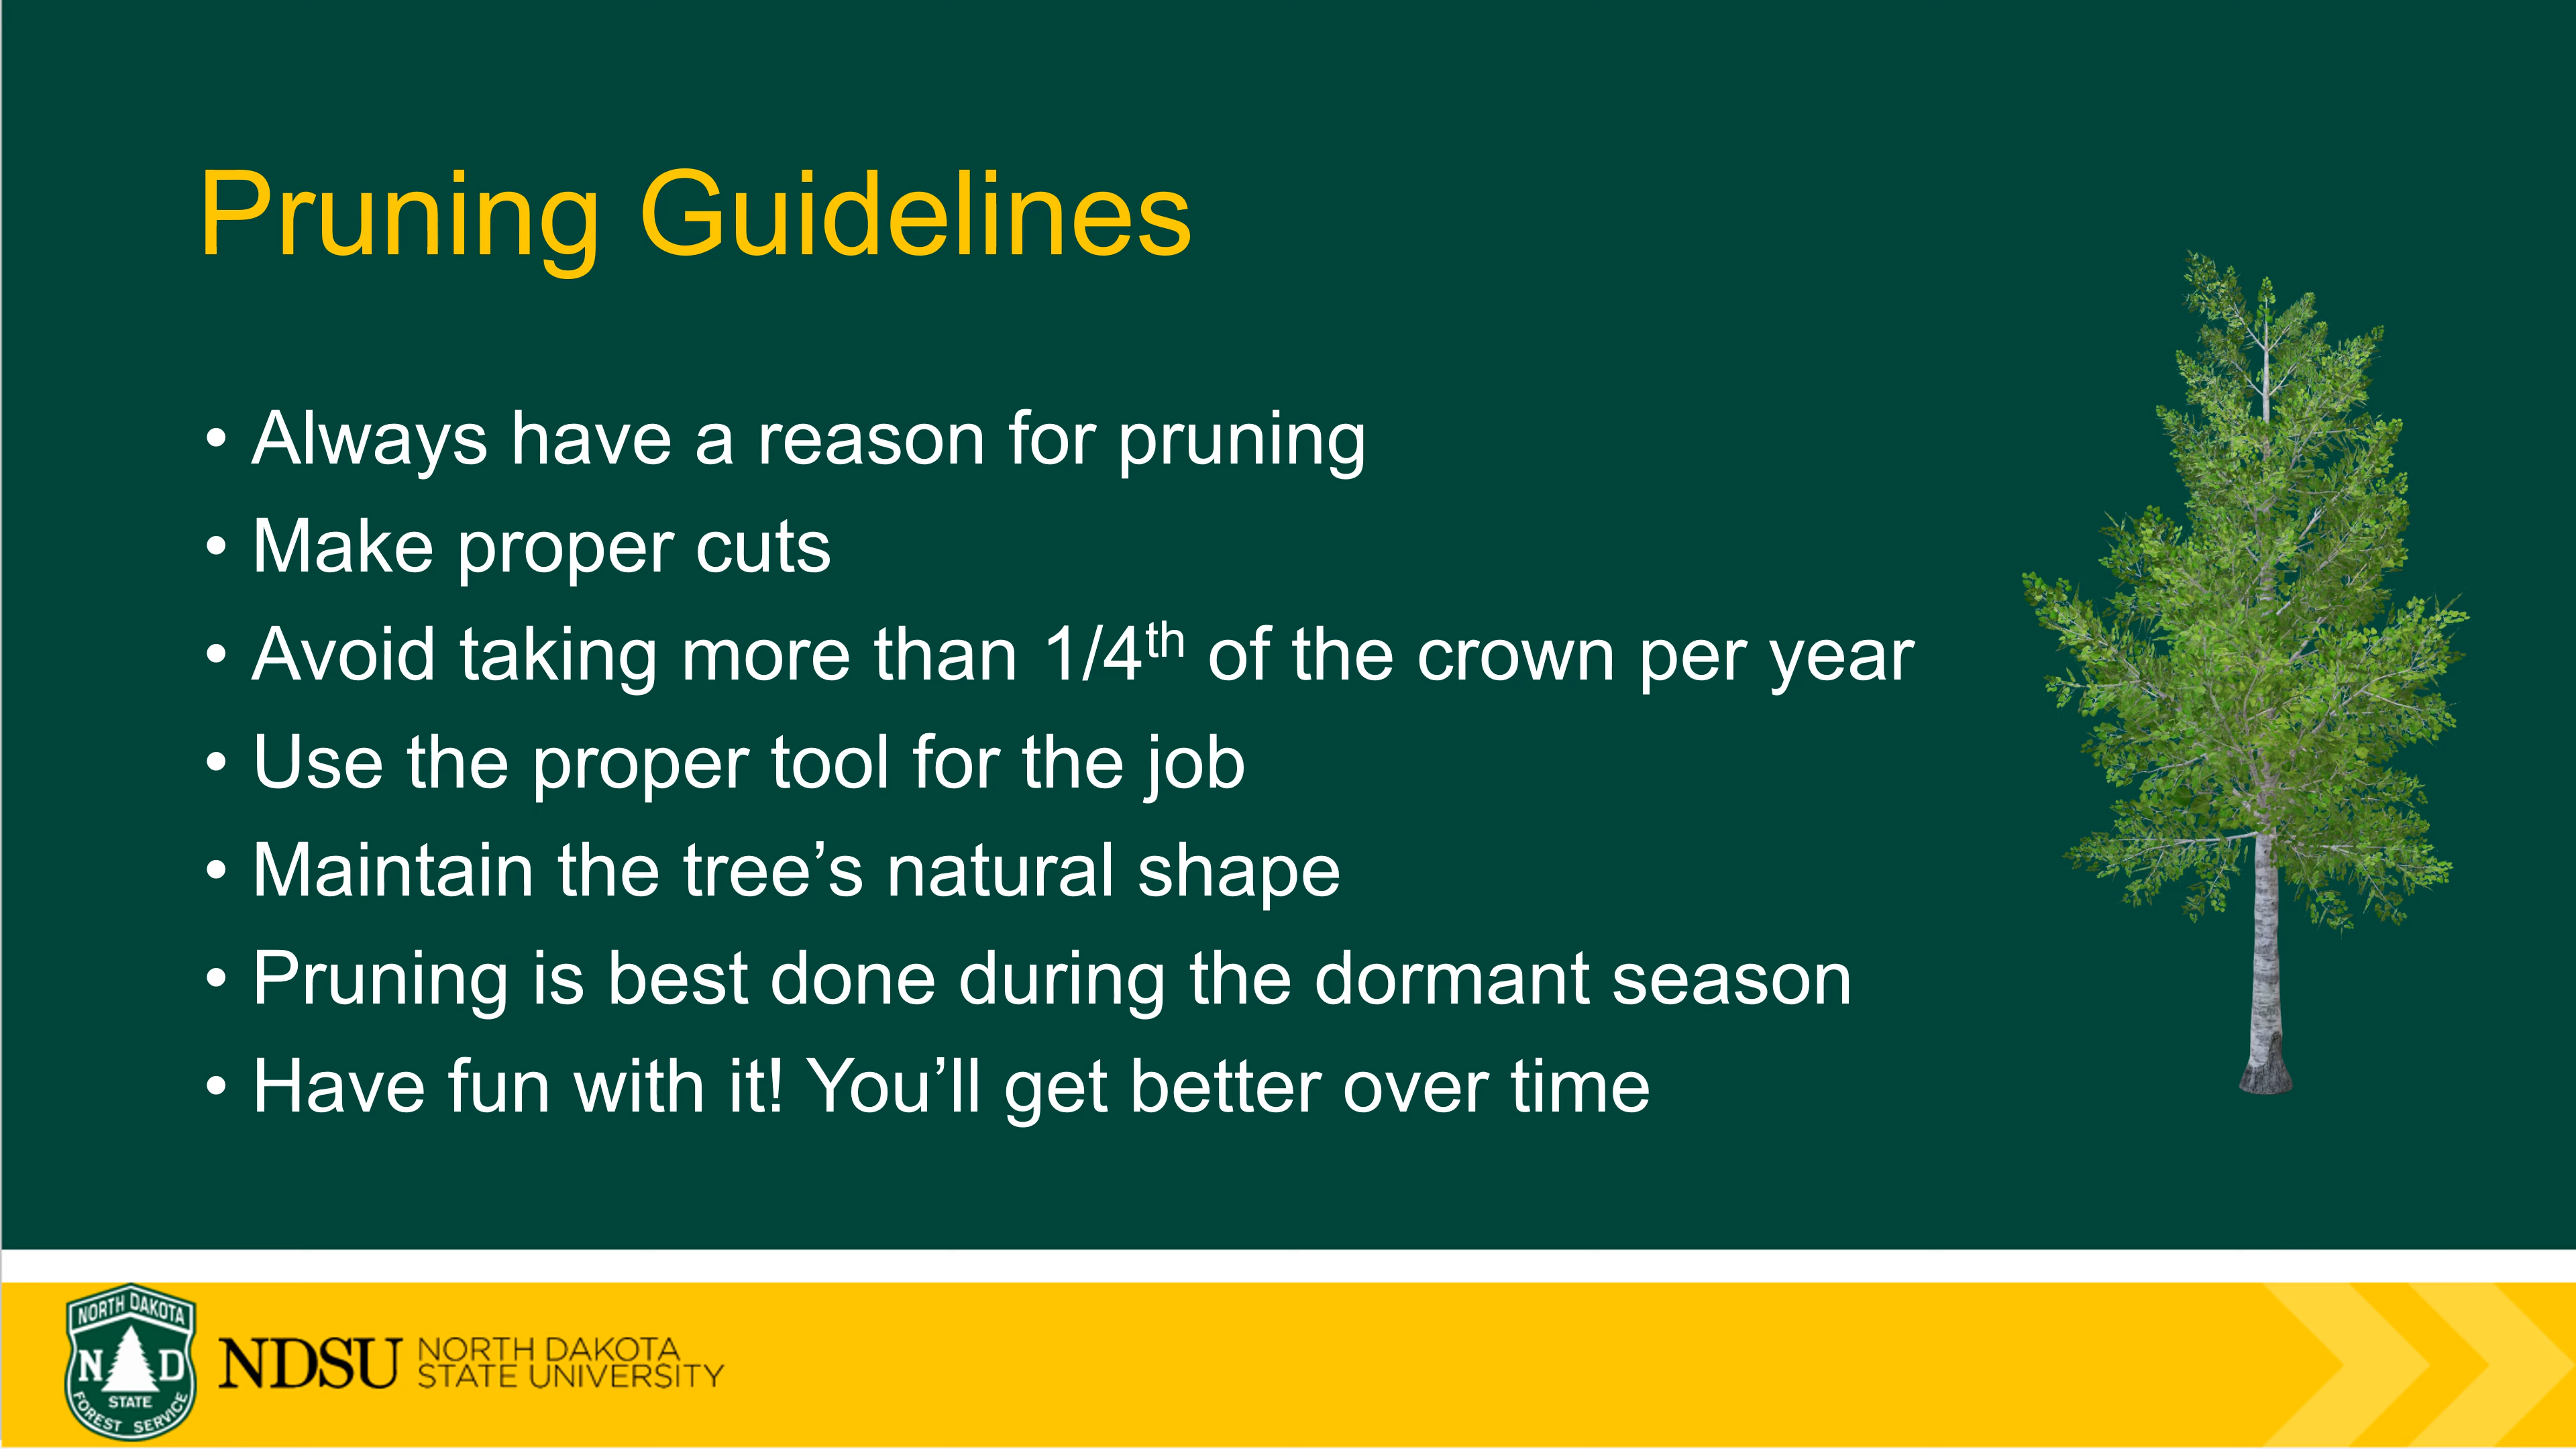 Pruning Guidelines
• Always have a reason for pruning
• Make proper cuts
• Avoid taking more than 1/4th of the crown per year
• Use the proper tool for the job
• Maintain the tree’s natural shape
• Pruning is best done during the dormant season
• Have fun with it! You’ll get better over time
NORTH DAKOTA
N D
STATE
FOREST SERVICE
NDSU
NORTH DAKOTA
STATE UNIVERSITY